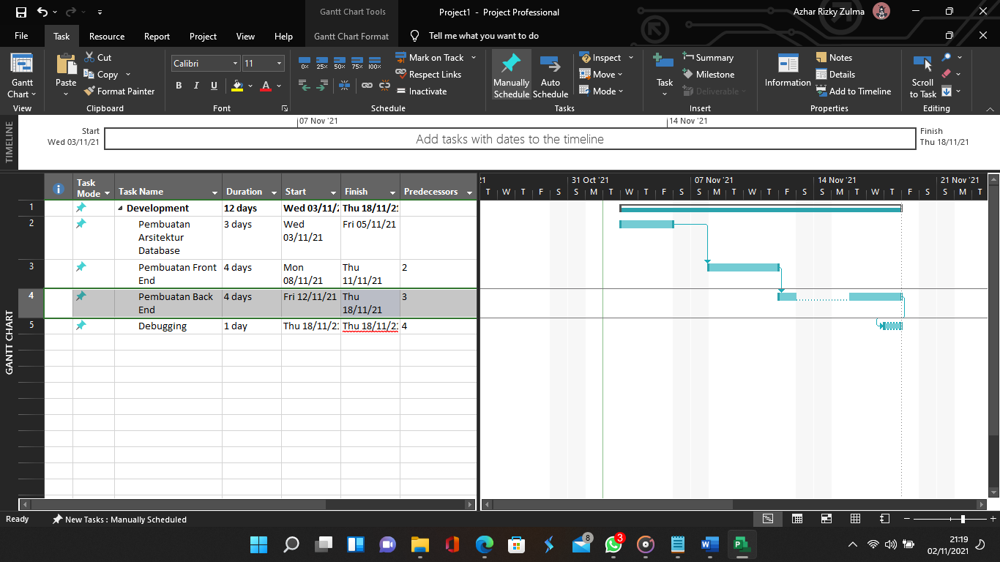 Gantt Chart Tools
Project1 - Project Professional
Azhar Rizky Zulma
File
Task
Resource
Report
Project
View
Help
Gantt Chart Format
Tell me what you want to do
Gantt
Chart
View
Paste
Cut
Copy
Format Painter
Clipboard
Calibri
11
B I U
A
Font
0% 25% 50% 75% 100%
Mark on Track
Respect Links
Inactivate
Schedule
Manually
Schedule
Auto
Schedule
Inspect
Move
Mode
Tasks
Task
Summary
Milestone
Deliverable
Insert
Information
Notes
Details
Add to Timeline
Properties
Scroll
to Task
Editing
TIMELINE
07 Nov '21
14 Nov '21
Start
Wed 03/11/21
Add tasks with dates to the timeline
Finish
Thu 18/11/21
GANTT CHART
Task
Mode
Task Name
Duration
Start
Finish
Predecessors
1 Development 12 days Wed 03/11/2 Thu 18/11/21
2 Pembuatan Arsitektur Database 3 days Wed 03/11/21 Fri 05/11/21
3 Pembuatan Front End 4 days Mon 08/11/21 Thu 11/11/21 2
4 Pembuatan Back End 4 days Fri 12/11/21 Thu 18/11/21 3
5 Debugging 1 day Thu 18/11/21 Thu 18/11/21 4
'21
31 Oct '21
07 Nov '21
14 Nov '21
21 Nov '21
T W T F S S M T W T F S S M T W T F S S M T W T F S S M T
Ready
New Tasks : Manually Scheduled
8
3
21:19
02/11/2021